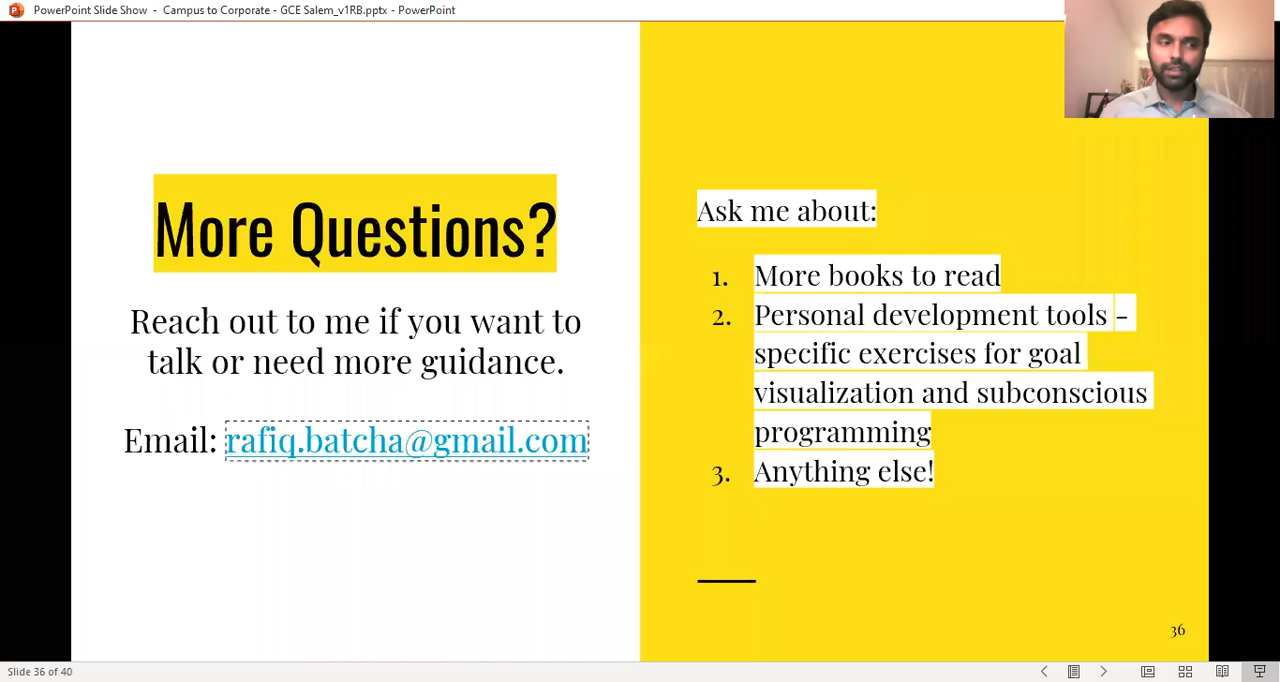 PowerPoint Slide Show - Campus to Corporate - GCE Salem_v1RB.pptx - PowerPoint
More Questions?
Reach out to me if you want to
talk or need more guidance.
Email: rafiq.batcha@gmail.com
Ask me about:
1. More books to read
2. Personal development tools -
specific exercises for goal
visualization and subconscious
programming
3. Anything else!
36
Slide 36 of 40